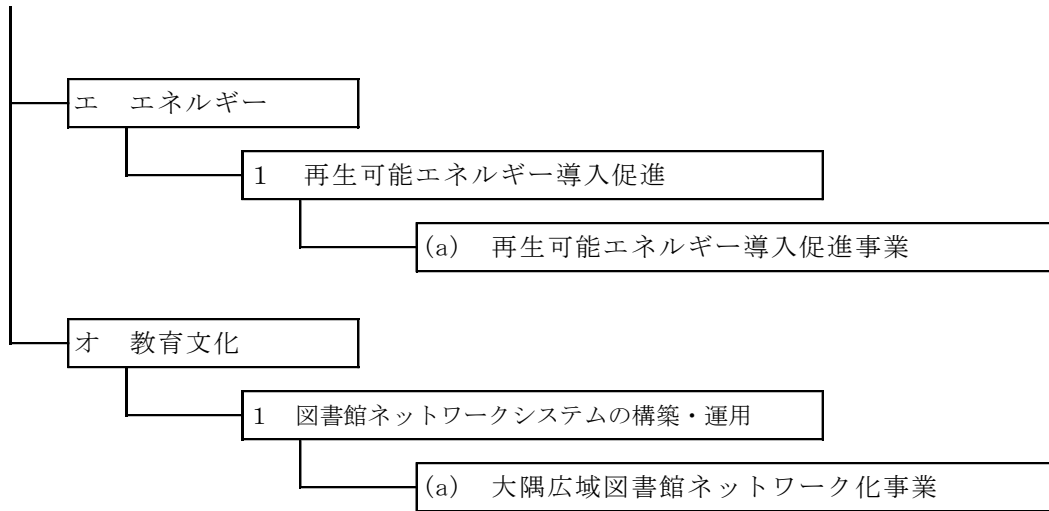 エ　エネルギー
1　再生可能エネルギー導入促進
(a)　再生可能エネルギー導入促進事業
オ　教育文化
1　図書館ネットワークシステムの構築・運用
(a)　大隅広域図書館ネットワーク化事業